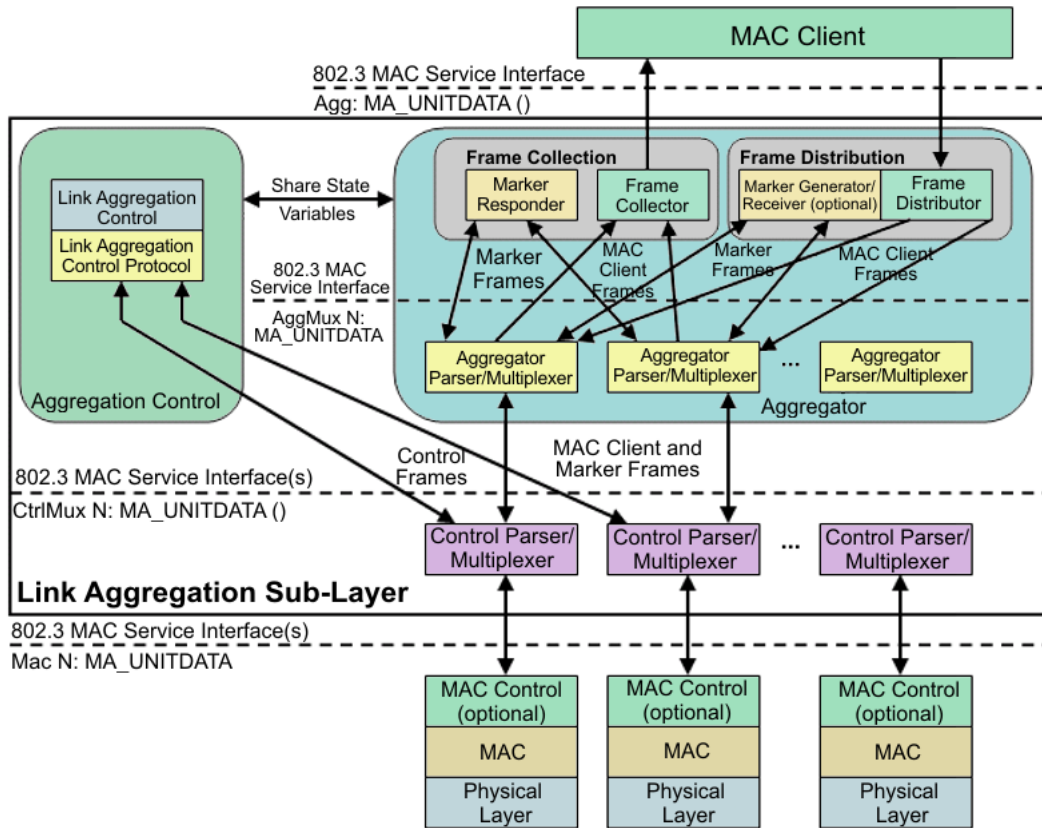 MAC Client
802.3 MAC Service Interface
Agg: MA_UNITDATA ()
Frame Collection
Frame Distribution
Marker
Responder
Frame
Collector
Marker Generator/
Receiver (optional)
Frame
Distributor
Link Aggregation
Control
Link Aggregation
Control Protocol
Share State
Variables
Marker
Frames
MAC
Client
Frames
Marker
Frames
MAC Client
Frames
802.3 MAC
Service Interface
AggMux N:
MA_UNITDATA
Aggregator
Parser/Multiplexer
Aggregator
Parser/Multiplexer
...
Aggregator
Parser/Multiplexer
Aggregation Control
Aggregator
Control
Frames
MAC Client and
Marker Frames
802.3 MAC Service Interface(s)
CtrlMux N: MA_UNITDATA ()
Control Parser/
Multiplexer
Control Parser/
Multiplexer
...
Control Parser/
Multiplexer
Link Aggregation Sub-Layer
802.3 MAC Service Interface(s)
Mac N: MA_UNITDATA
MAC Control
(optional)
MAC
Physical
Layer
MAC Control
(optional)
MAC
Physical
Layer
MAC Control
(optional)
MAC
Physical
Layer